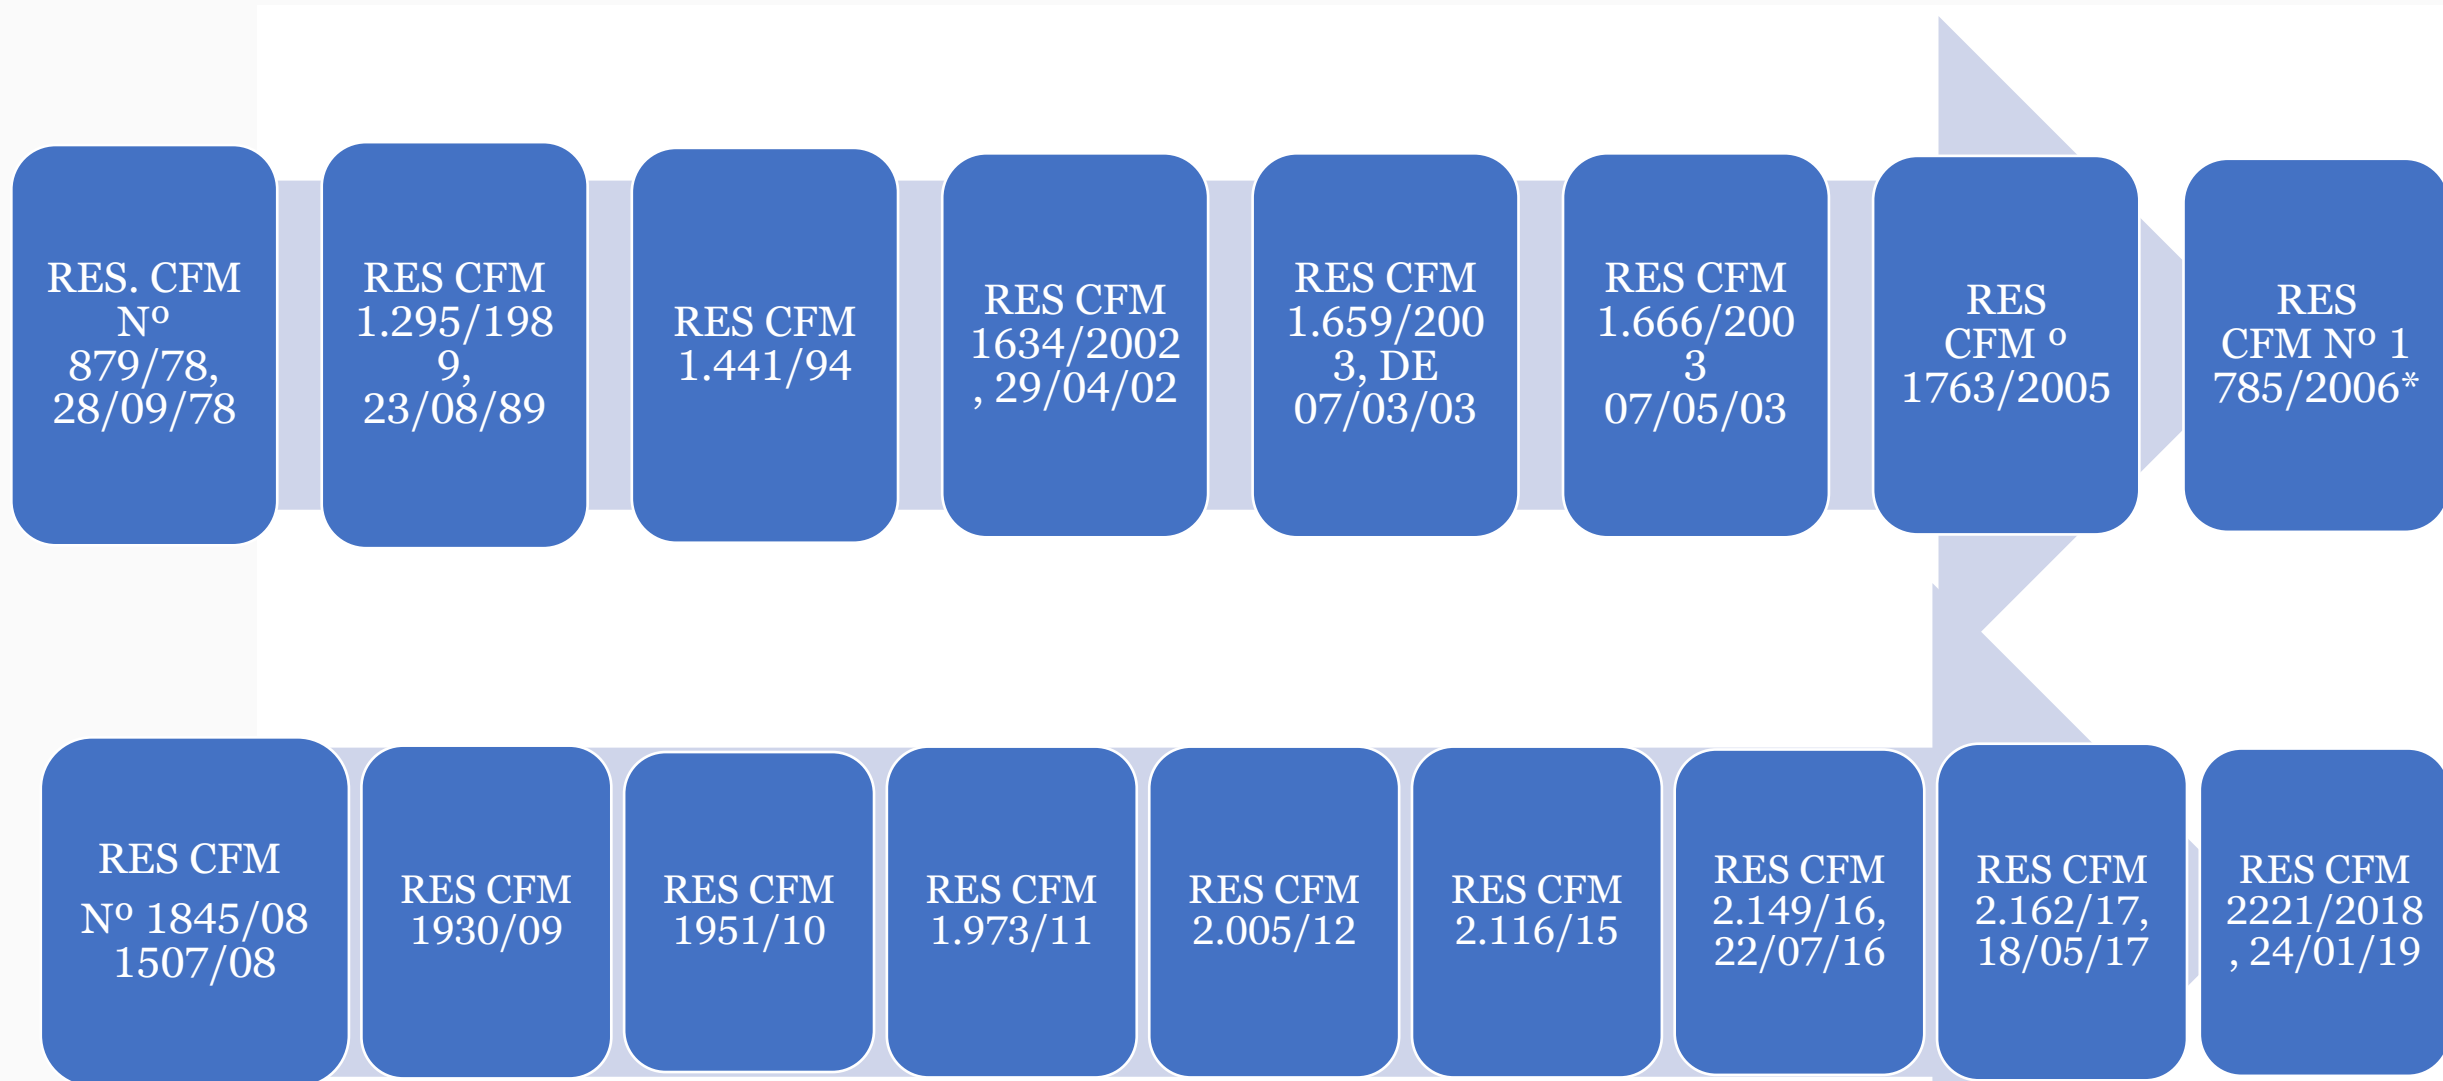 RES. CFM
Nº
879/78,
28/09/78
RES CFM
1.295/198
9,
23/08/89
RES CFM
1.441/94
RES CFM
1634/2002
, 29/04/02
RES CFM
1.659/200
3, DE
07/03/03
RES CFM
1.666/200
3
07/05/03
RES
CFM º
1763/2005
RES
CFM Nº 1
785/2006*
RES CFM
Nº 1845/08
1507/08
RES CFM
1930/09
RES CFM
1951/10
RES CFM
1.973/11
RES CFM
2.005/12
RES CFM
2.116/15
RES CFM
2.149/16,
22/07/16
RES CFM
2.162/17,
18/05/17
RES CFM
2221/2018
, 24/01/19